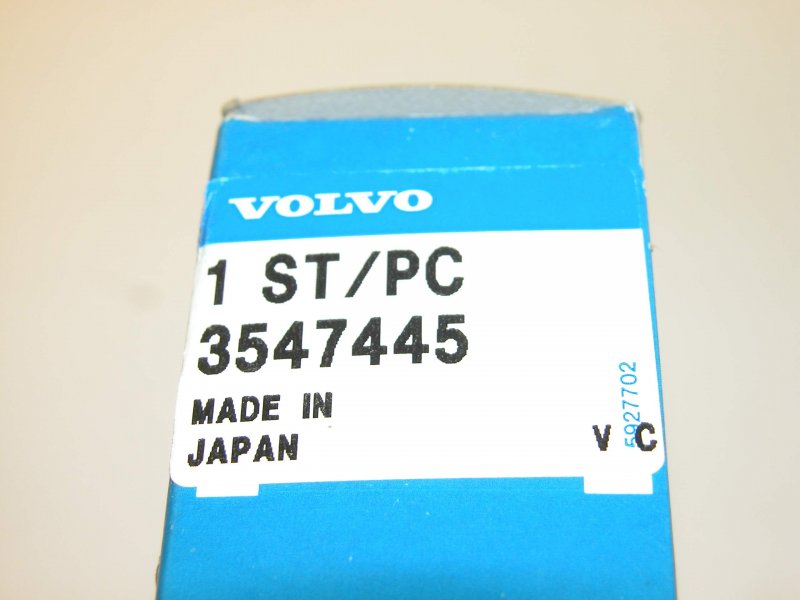 VOLVO
1 ST/PC
3547445
MADE IN
JAPAN
V C
5927702